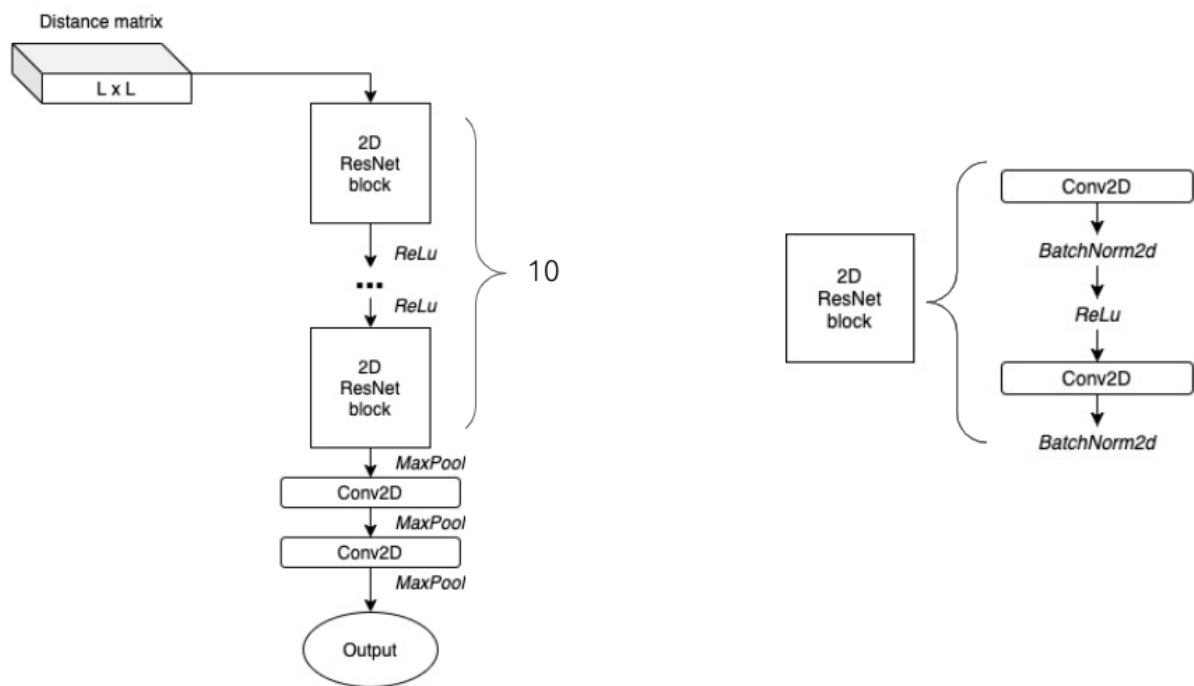 Distance matrix
L x L
2D
ResNet
block
ReLu
...
ReLu
10
2D
ResNet
block
MaxPool
Conv2D
MaxPool
Conv2D
MaxPool
Output
2D
ResNet
block
Conv2D
BatchNorm2d
ReLu
Conv2D
BatchNorm2d